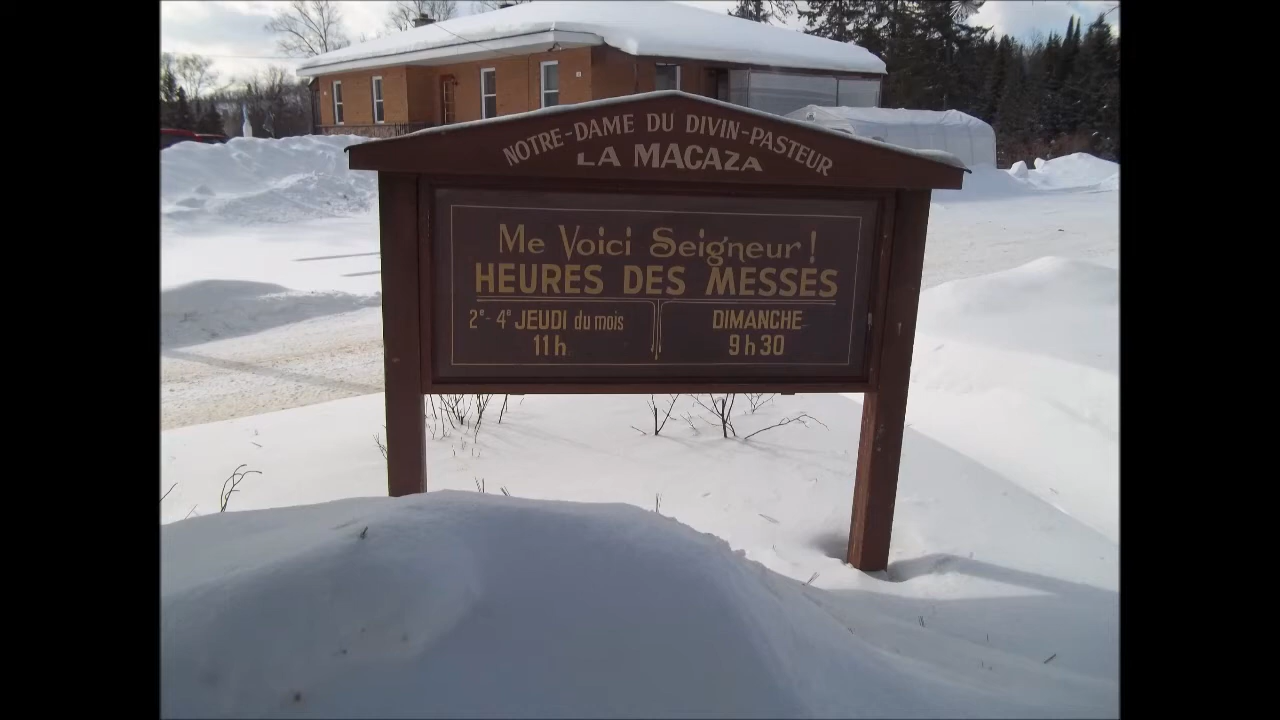 NOTRE-DAME DU DIVIN-PASTEUR
LA MACAZA
Me Voici Seigneur!
HEURES DES MESSES
2e - 4e JEUDI du mois
11 h
DIMANCHE
9 h 30